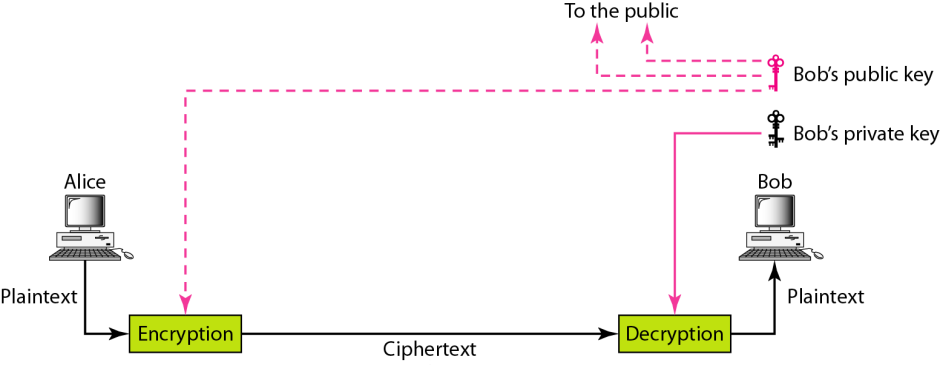 To the public
Bob's public key
Bob's private key
Alice
Bob
Plaintext
Plaintext
Encryption
Decryption
Ciphertext